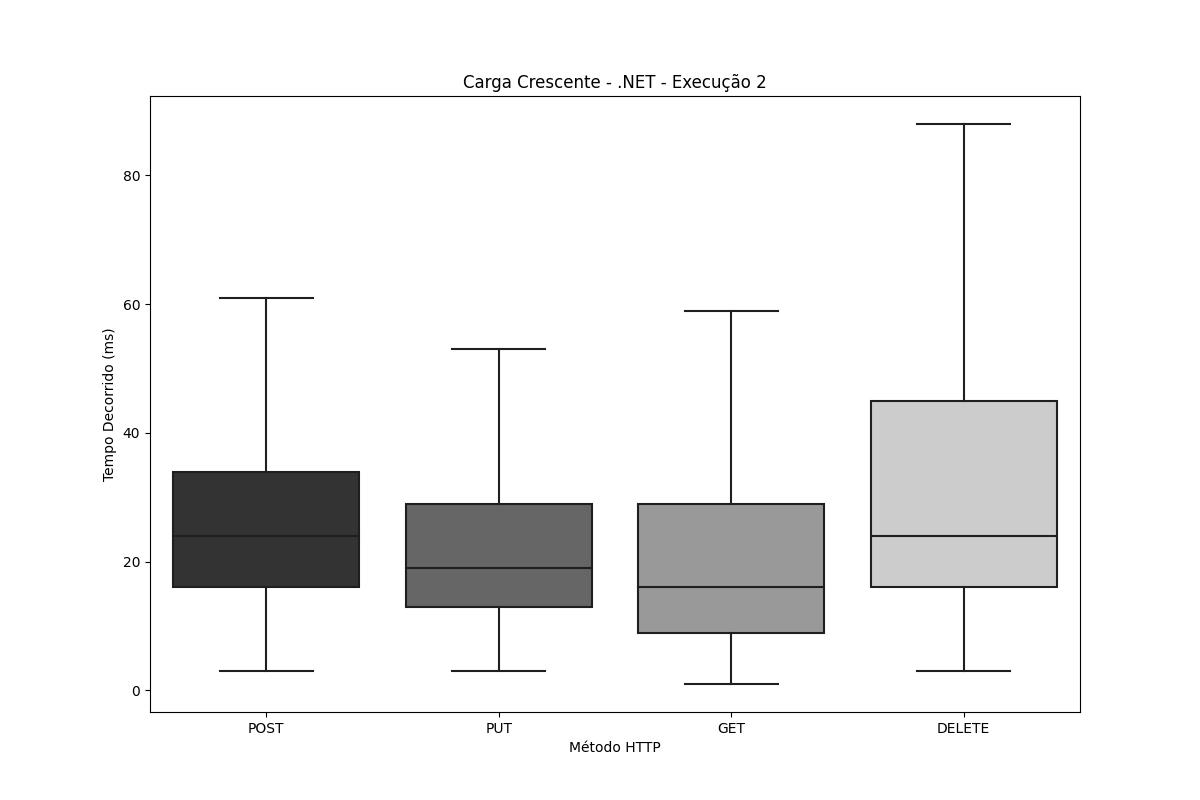 Carga Crescente - .NET - Execução 2
Tempo Decorrido (ms)
80
60
40
20
0
POST PUT GET DELETE
Método HTTP